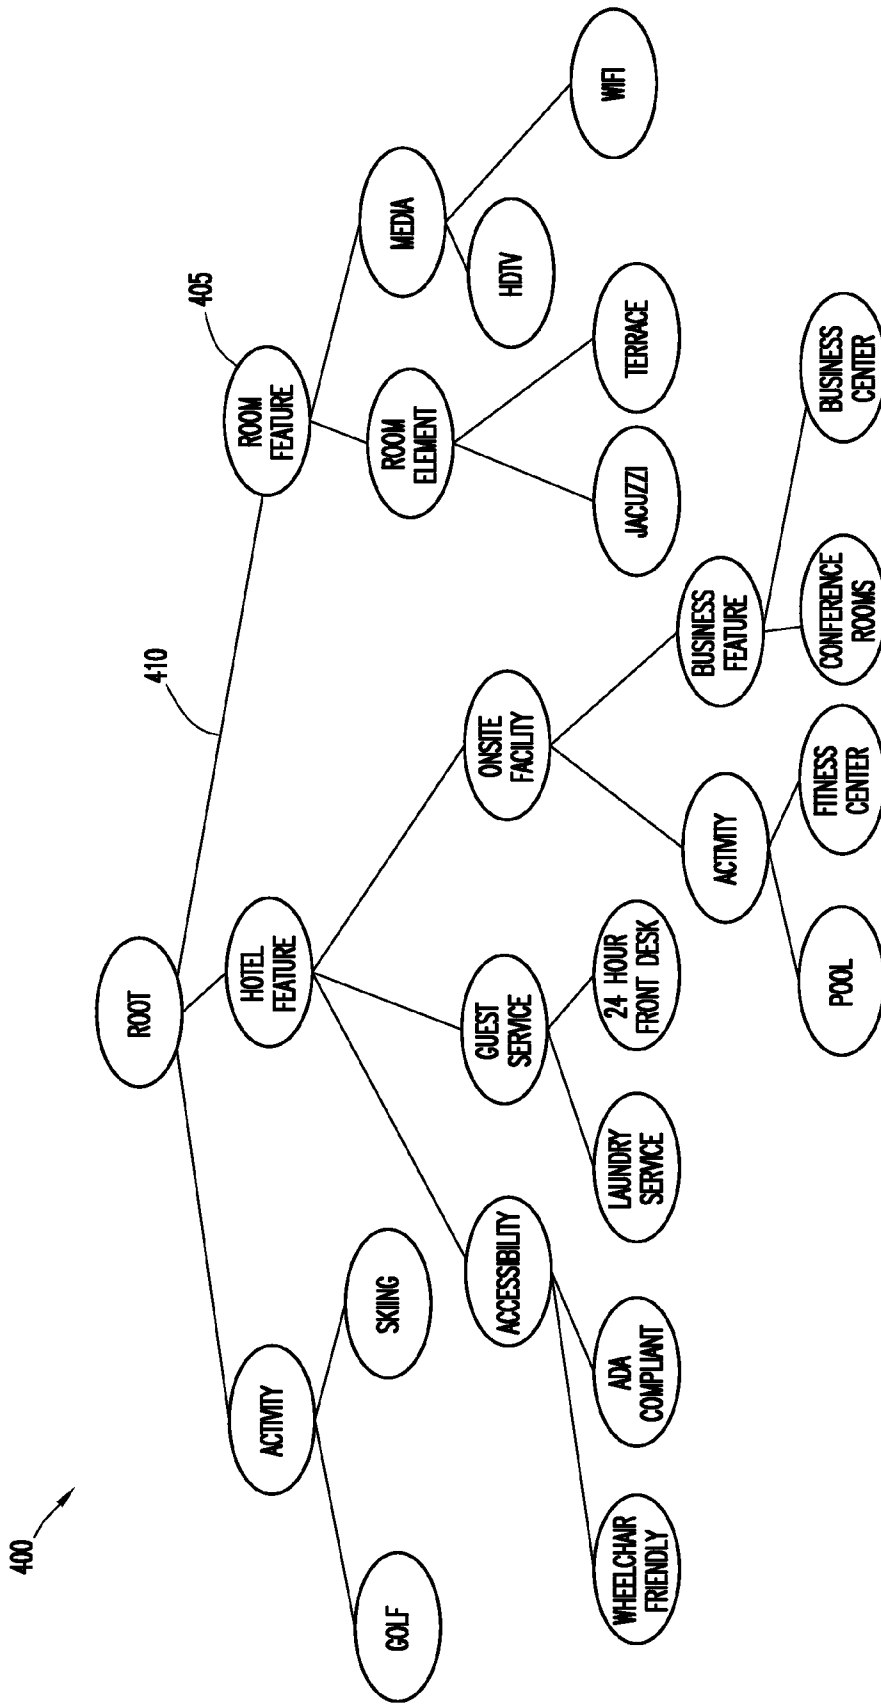 400
ROOT
410
405
ACTIVITY
HOTEL
FEATURE
ROOM
FEATURE
GOLF
SKIING
ROOM
ELEMENT
MEDIA
ACCESSIBILITY
GUEST
SERVICE
ONSITE
FACILITY
HDTV
WIFI
WHEELCHAIR
FRIENDLY
ADA
COMPLIANT
LAUNDRY
SERVICE
24 HOUR
FRONT DESK
JACUZZI
TERRACE
ACTIVITY
BUSINESS
FEATURE
POOL
FITNESS
CENTER
CONFERENCE
ROOMS
BUSINESS
CENTER